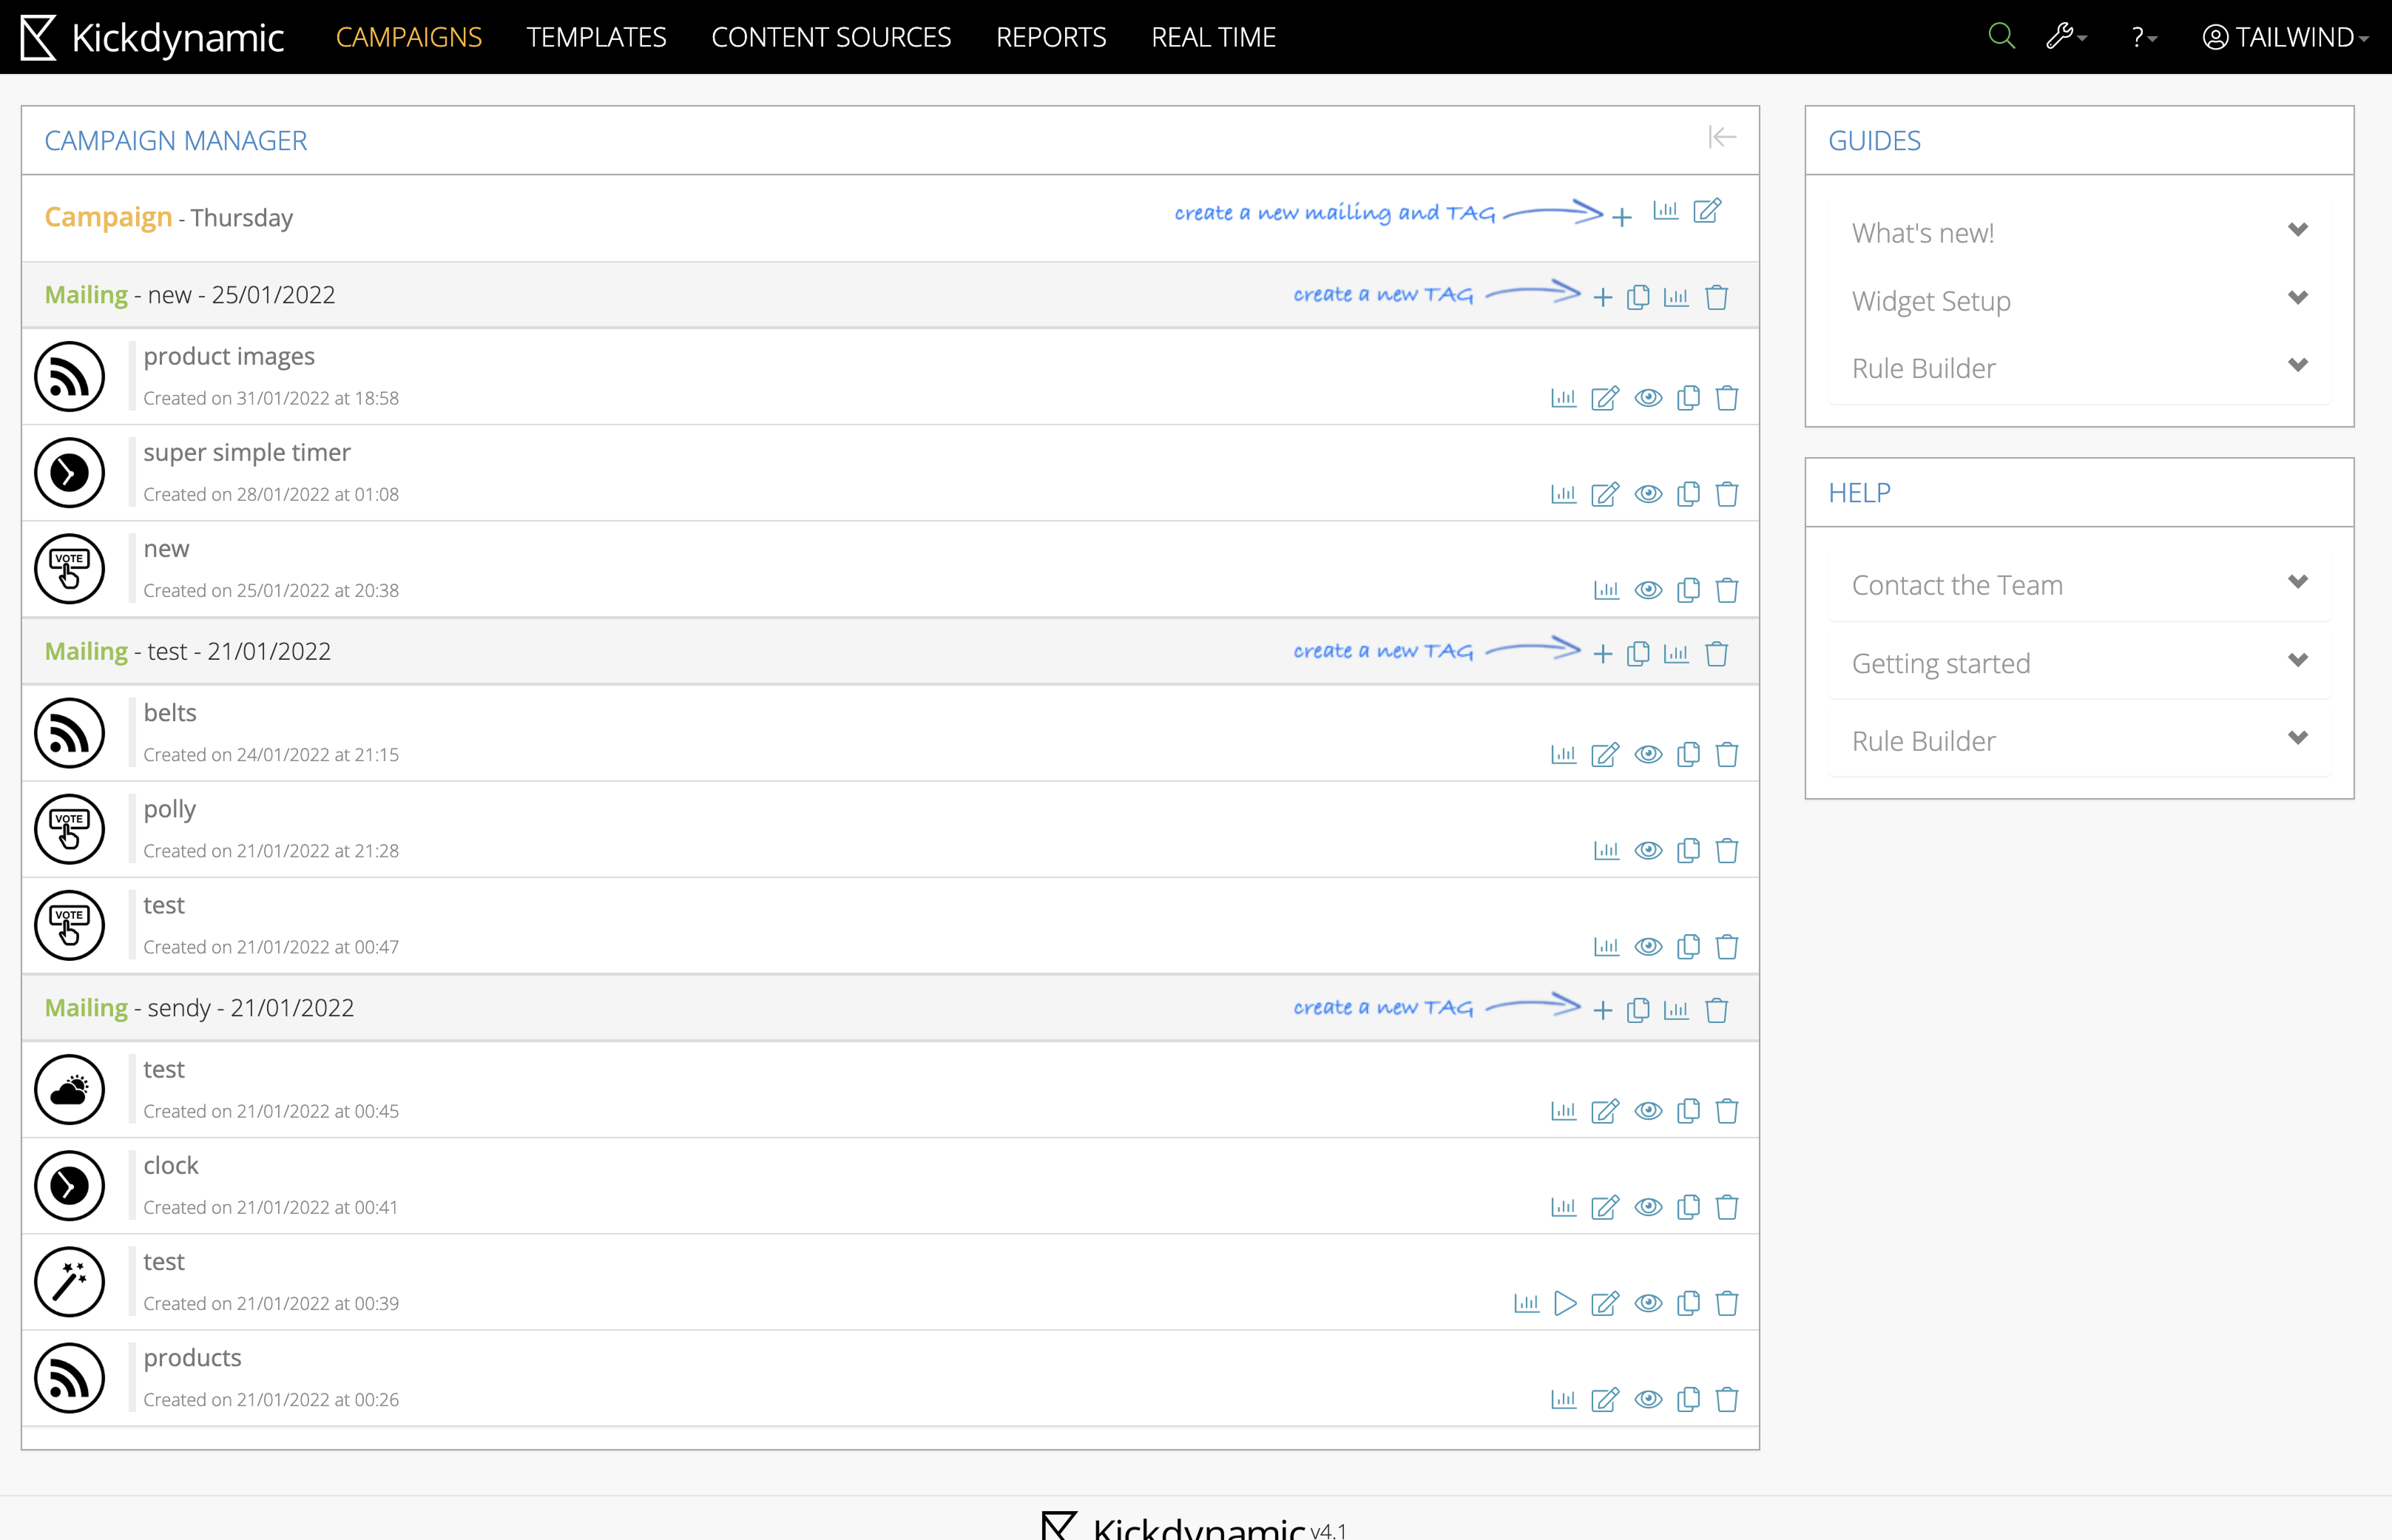 Kickdynamic CAMPAIGNS TEMPLATES CONTENT SOURCES REPORTS REAL TIME ? TAILWIND
CAMPAIGN MANAGER
Campaign - Thursday
create a new mailing and TAG
Mailing - new - 25/01/2022
create a new TAG
product images
Created on 31/01/2022 at 18:58
super simple timer
Created on 28/01/2022 at 01:08
VOTE
new
Created on 25/01/2022 at 20:38
Mailing - test - 21/01/2022
create a new TAG
belts
Created on 24/01/2022 at 21:15
VOTE
polly
Created on 21/01/2022 at 21:28
VOTE
test
Created on 21/01/2022 at 00:47
Mailing - sendy - 21/01/2022
create a new TAG
test
Created on 21/01/2022 at 00:45
clock
Created on 21/01/2022 at 00:41
test
Created on 21/01/2022 at 00:39
products
Created on 21/01/2022 at 00:26
GUIDES
What's new!
Widget Setup
Rule Builder
HELP
Contact the Team
Getting started
Rule Builder
Kickdynamic v4.1